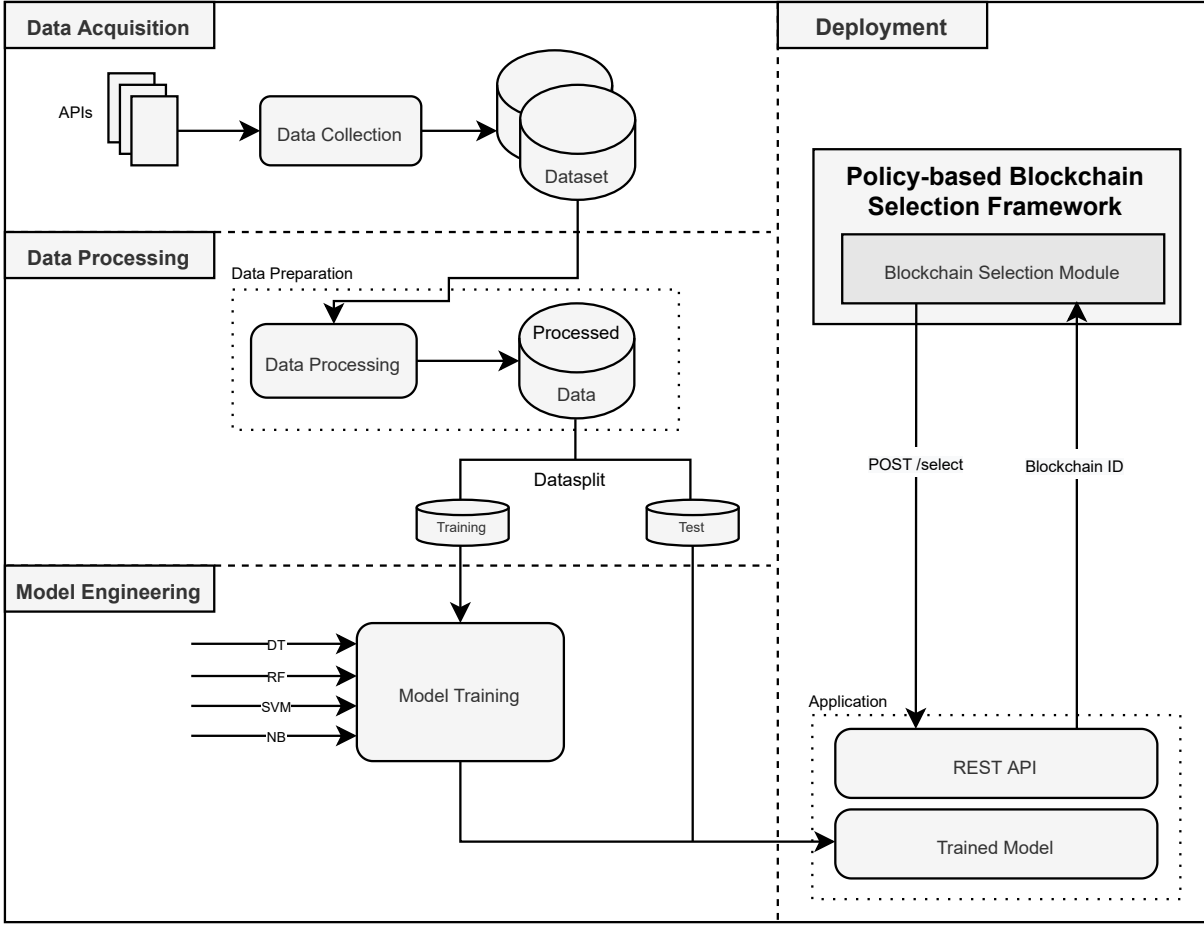 Data Acquisition
APIs
Data Collection
Dataset
Data Processing
Data Preparation
Data Processing
Processed
Data
Datasplit
Training
Test
Model Engineering
DT
RF
SVM
NB
Model Training
Deployment
Policy-based Blockchain
Selection Framework
Blockchain Selection Module
POST /select
Blockchain ID
Application
REST API
Trained Model